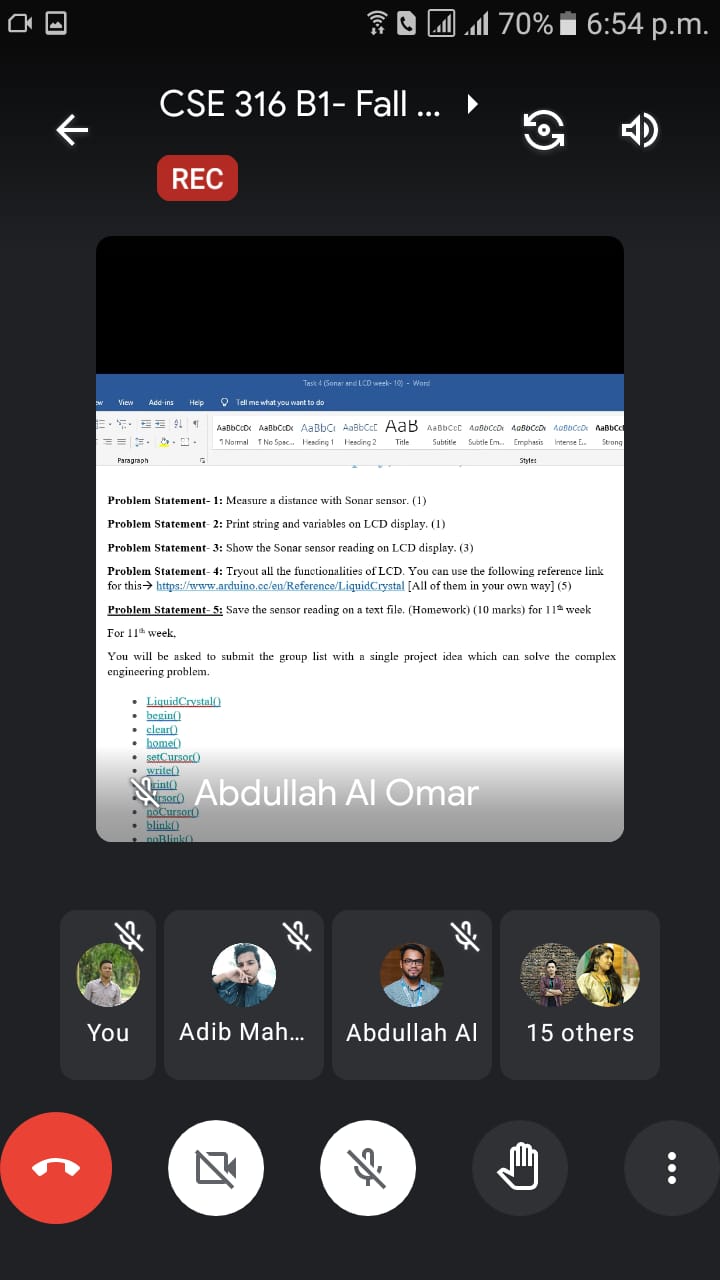 70% 6:54 p.m.
CSE 316 B1- Fall ...
REC
Task 4 (Sonar and LCD week- 10) - Word
ew View Add-ins Help Tell me what you want to do
AaBbCcDc AaBbCcDc AaBbCc AaBbCcE AaB AaBbCcC AaBbCcDc AaBbCcDc AaBbCcDc AaBbCcl
¶ Normal ¶ No Spac... Heading 1 Heading 2 Title Subtitle Subtle Em... Emphasis Intense E... Strong
Paragraph Styles
Problem Statement- 1: Measure a distance with Sonar sensor. (1)
Problem Statement- 2: Print string and variables on LCD display. (1)
Problem Statement- 3: Show the Sonar sensor reading on LCD display. (3)
Problem Statement- 4: Tryout all the functionalities of LCD. You can use the following reference link
for this→ https://www.arduino.cc/en/Reference/LiquidCrystal [All of them in your own way] (5)
Problem Statement- 5: Save the sensor reading on a text file. (Homework) (10 marks) for 11th week
For 11th week,
You will be asked to submit the group list with a single project idea which can solve the complex
engineering problem.
• LiquidCrystal()
• begin()
• clear()
• home()
• setCursor()
• write()
print()
cursor()
• noCursor()
• blink()
• noBlink()
Abdullah Al Omar
You
Adib Mah...
Abdullah Al
15 others